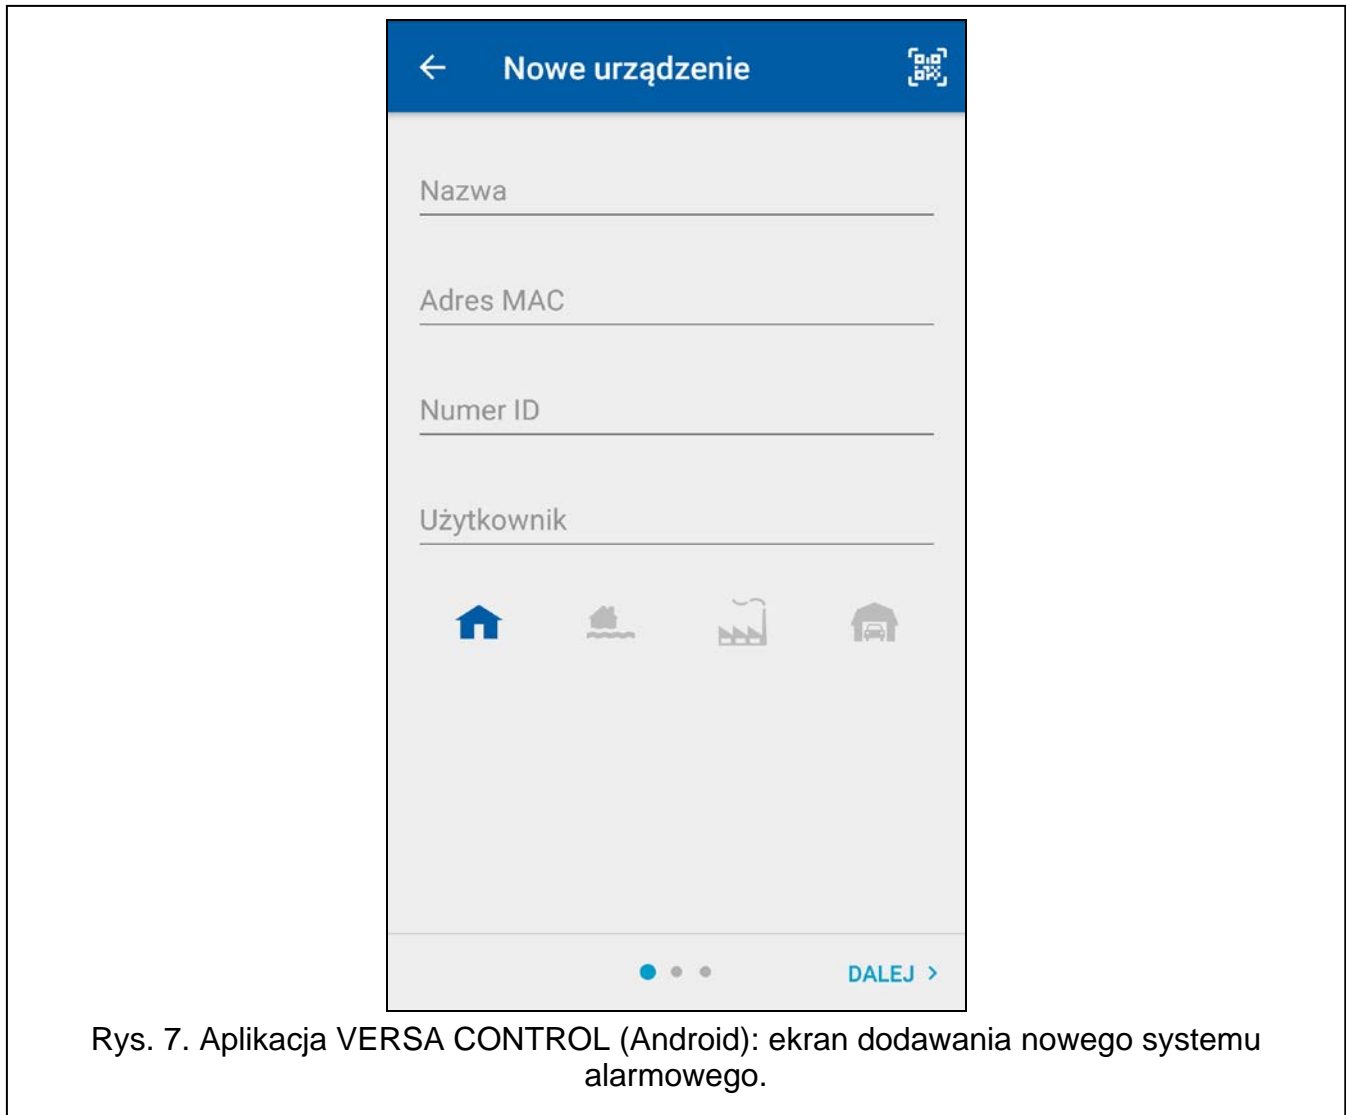 Nowe urządzenie
Nazwa
Adres MAC
Numer ID
Użytkownik
DALEJ >
Rys. 7. Aplikacja VERSA CONTROL (Android): ekran dodawania nowego systemu
alarmowego.